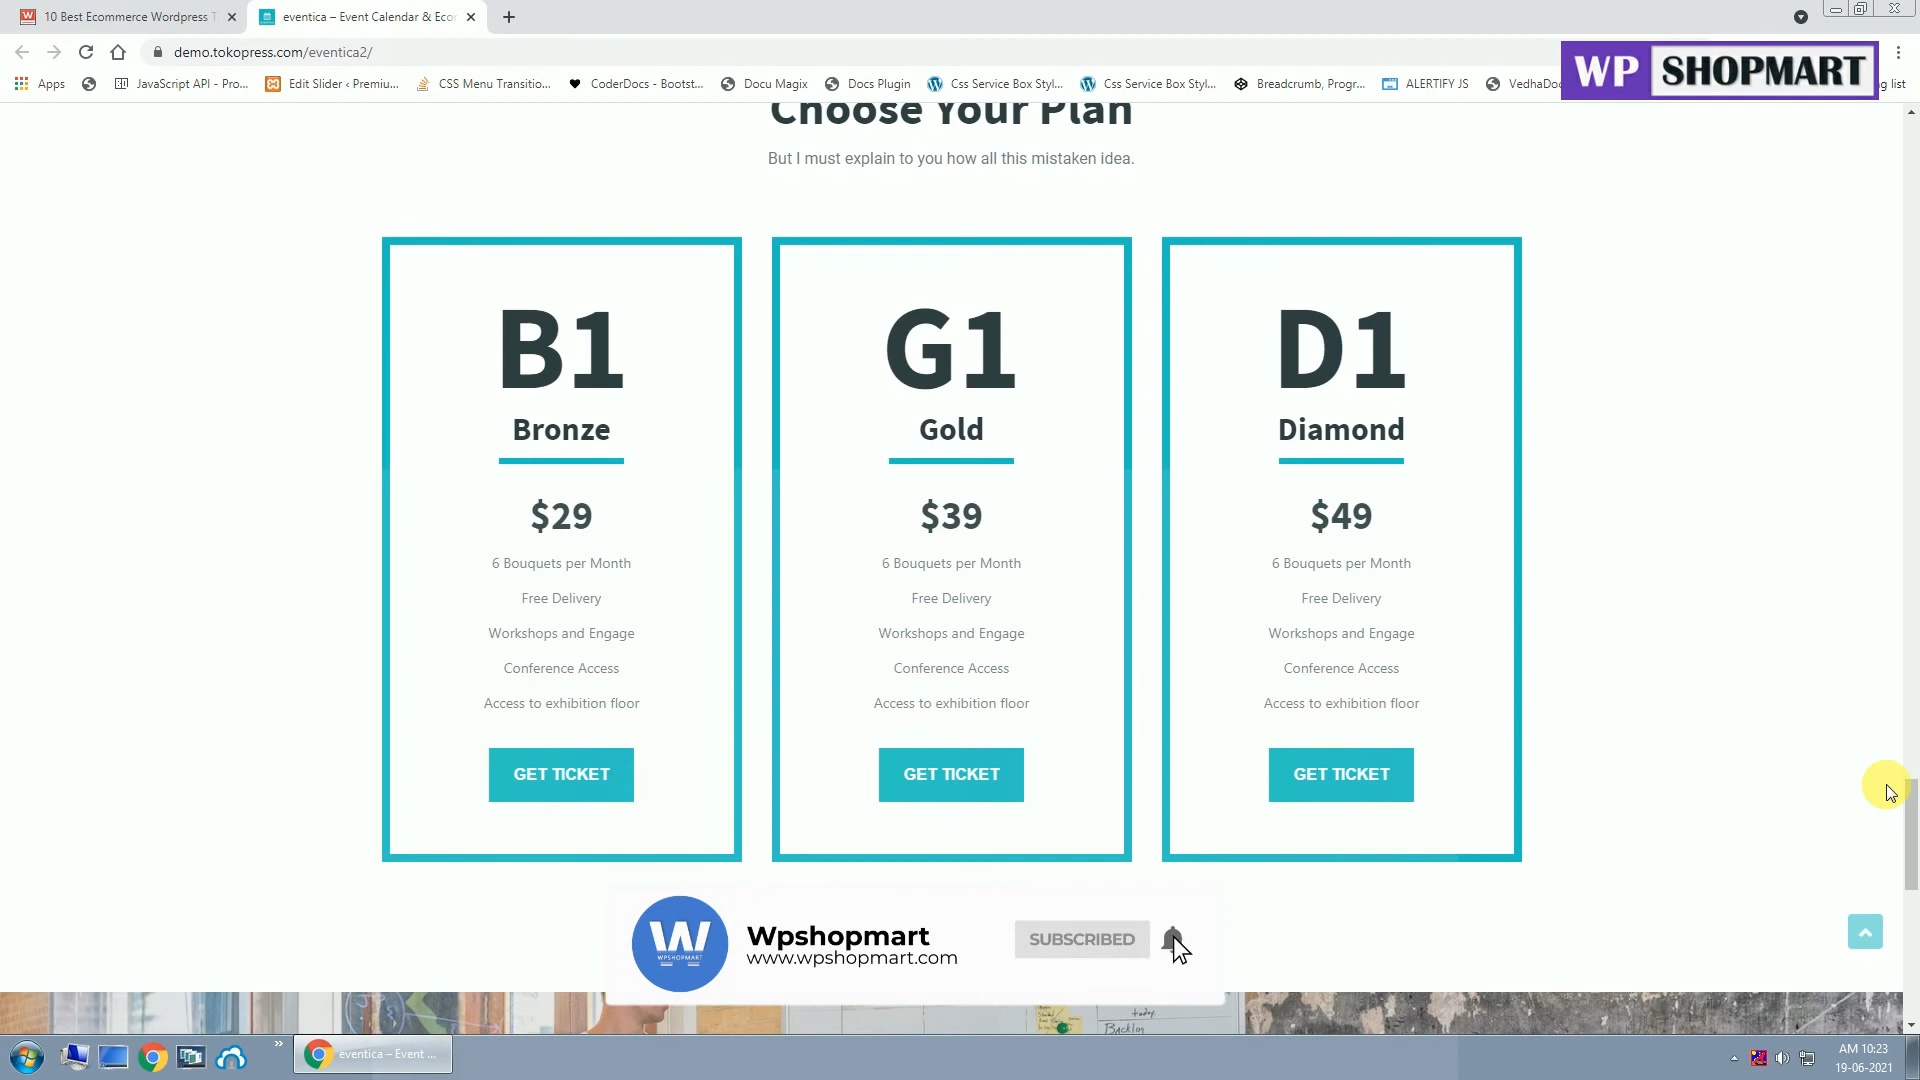 10 Best Ecommerce Wordpress T
eventica – Event Calendar & Ecor
demo.tokopress.com/eventica2/
WP SHOPMART
Apps
JavaScript API - Pro...
Edit Slider ‹ Premiu...
CSS Menu Transitio...
CoderDocs - Bootst...
Docu Magix
Docs Plugin
Css Service Box Styl...
Css Service Box Styl...
Breadcrumb, Progr...
ALERTIFY JS
VedhaDoc
g list
Choose Your Plan
But I must explain to you how all this mistaken idea.
B1
Bronze
$29
6 Bouquets per Month
Free Delivery
Workshops and Engage
Conference Access
Access to exhibition floor
GET TICKET
G1
Gold
$39
6 Bouquets per Month
Free Delivery
Workshops and Engage
Conference Access
Access to exhibition floor
GET TICKET
D1
Diamond
$49
6 Bouquets per Month
Free Delivery
Workshops and Engage
Conference Access
Access to exhibition floor
GET TICKET
W
WPSHOPMART
Wpshopmart
www.wpshopmart.com
SUBSCRIBED
today
Backlog
eventica – Event ...
AM 10:23
19-06-2021